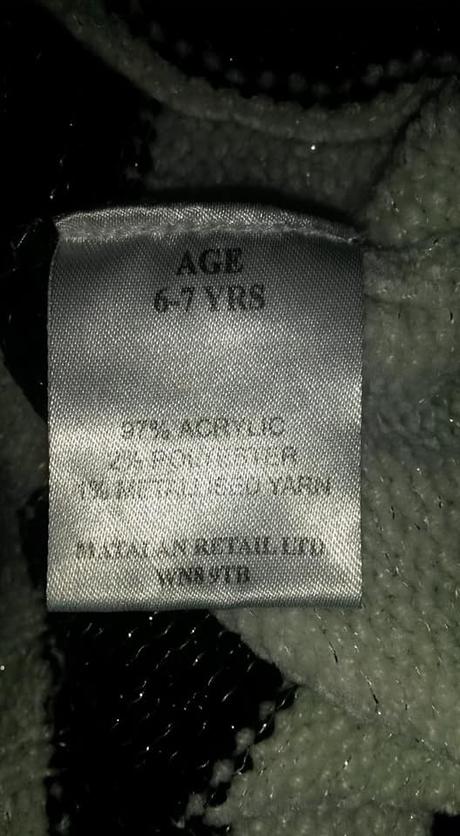 AGE
6-7 YRS
97% ACRYLIC
2% POLYESTER
1% METALLISED YARN
MATALAN RETAIL LTD
WN8 9TB